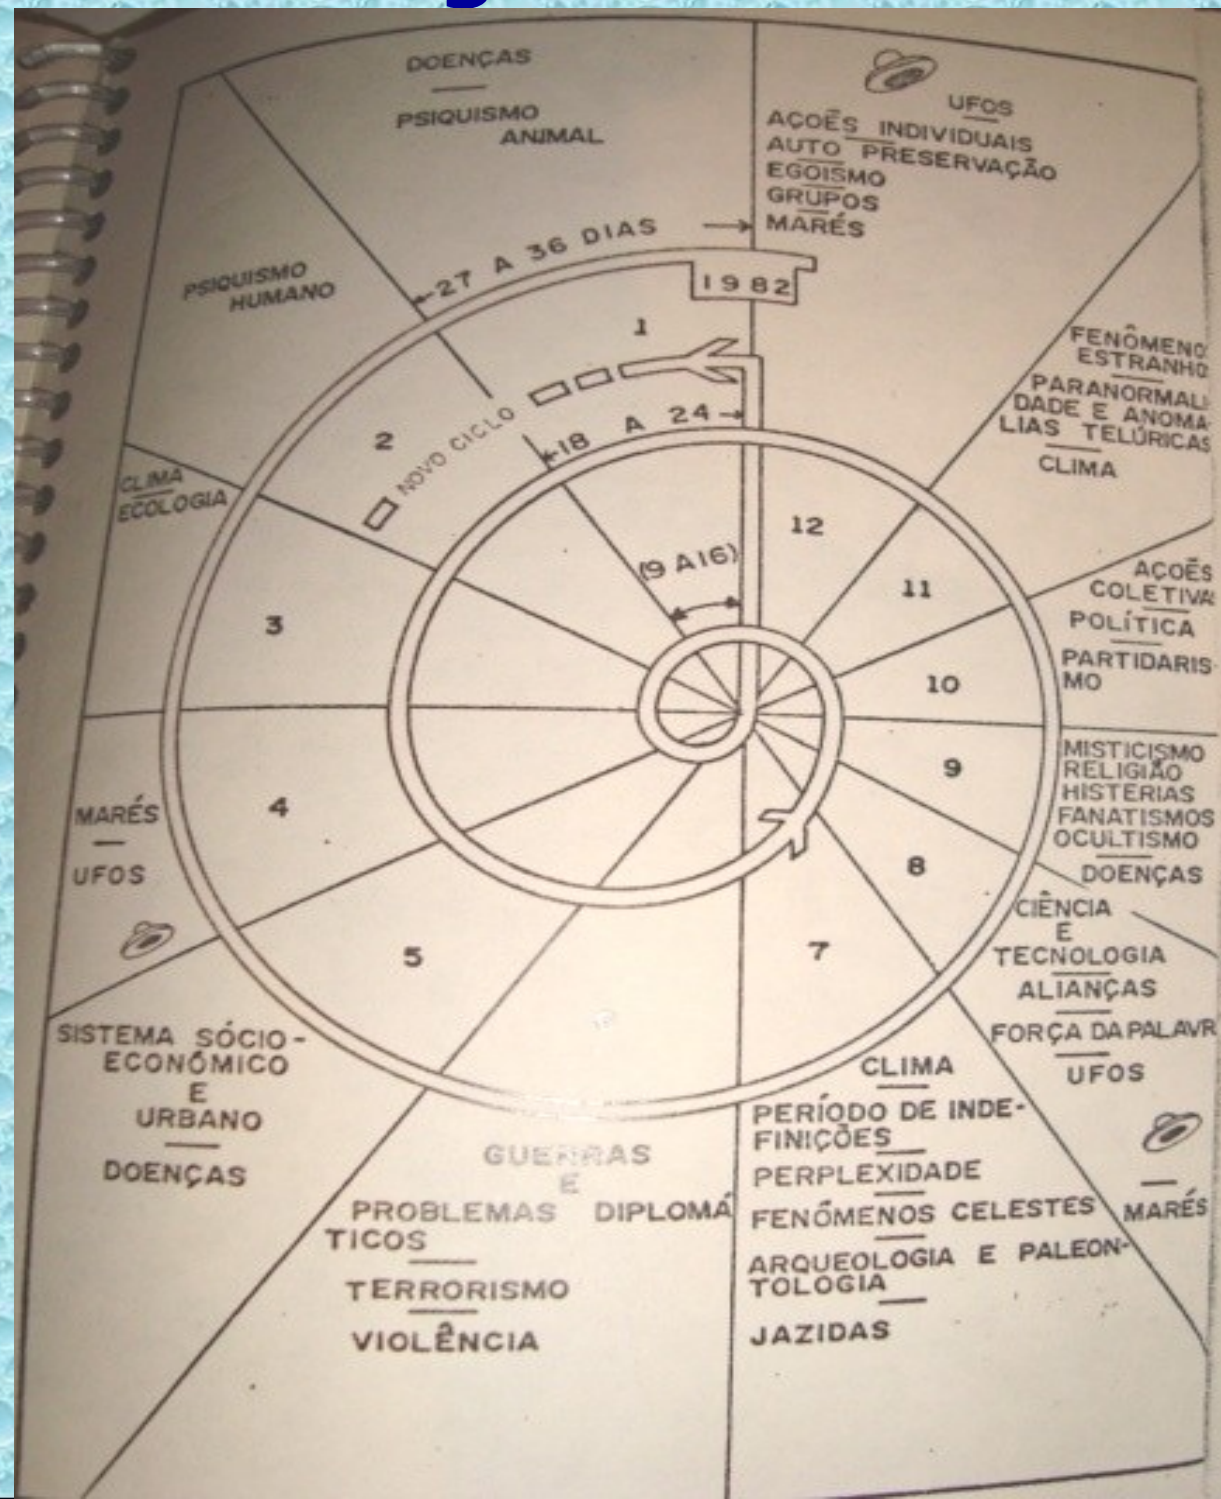 DOENÇAS
PSIQUISMO
ANIMAL
UFOS
AÇOẼS INDIVIDUAIS
AUTO PRESERVAÇÃO
EGOISMO
GRUPOS
MARÉS
27 A 36 DIAS
PSIQUISMO
HUMANO
1982
1
2
NOVO CICLO
18 A 24
FENÔMENO
ESTRANHO
PARANORMALI
DADE E ANOMA-
LIAS TELÚRICAS
CLIMA
CLIMA
ECOLOGIA
12
(9 A 16)
11
AÇOẼS
COLETIVA
POLÍTICA
PARTIDARIS-
MO
3
10
MISTICISMO
RELIGIÃO
HISTERIAS
FANATISMOS
OCULTISMO
DOENÇAS
9
4
MARÉS
UFOS
8
CIÊNCIA
E
TECNOLOGIA
ALIANÇAS
FORÇA DA PALAVR
UFOS
MARÉS
5
7
SISTEMA SÓCIO-
ECONÓMICO
E
URBANO
DOENÇAS
CLIMA
PERÍODO DE INDE-
FINIÇÕES
PERPLEXIDADE
FENÓMENOS CELESTES
ARQUEOLOGIA E PALEON-
TOLOGIA
JAZIDAS
GUERRAS
E
PROBLEMAS DIPLOMÁ
TICOS
TERRORISMO
VIOLÊNCIA